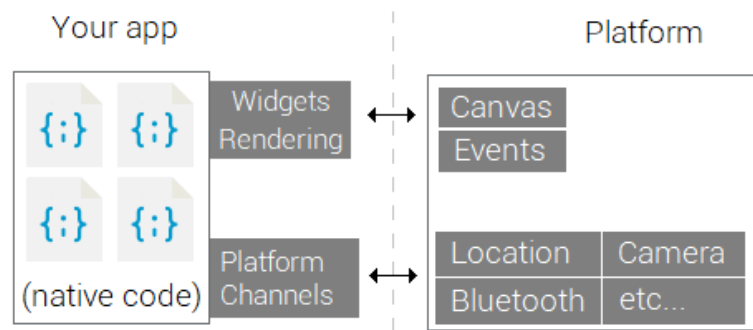 Your app
Platform
{;} {;}
{;} {;}
(native code)
Widgets
Rendering
Platform
Channels
Canvas
Events
Location Camera
Bluetooth etc...